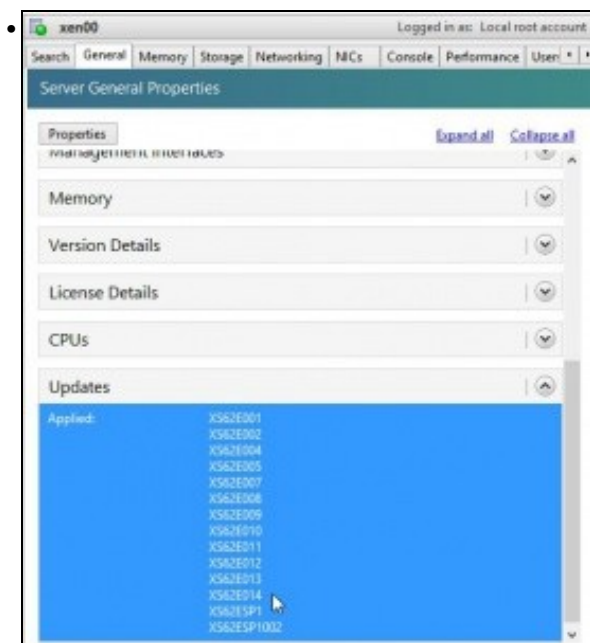 xen00 Logged in as: Local root account
Search General Memory Storage Networking NICs Console Performance User
Server General Properties
Properties Expand all Collapse all
Management Interfaces
Memory
Version Details
License Details
CPUs
Updates
Applied: XS62E001
XS62E002
XS62E004
XS62E005
XS62E007
XS62E008
XS62E009
XS62E010
XS62E011
XS62E012
XS62E013
XS62E014
XS62ESP1
XS62ESP1002